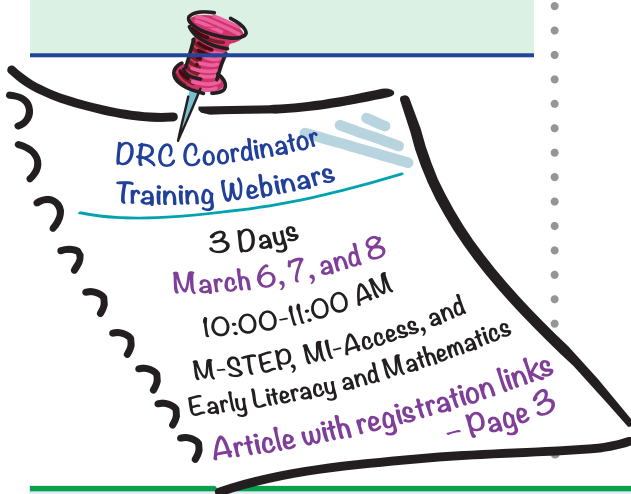 DRC Coordinator
Training Webinars
3 Days
March 6, 7, and 8
10:00-11:00 AM
M-STEP, MI-Access, and
Early Literacy and Mathematics
Article with registration links
– Page 3